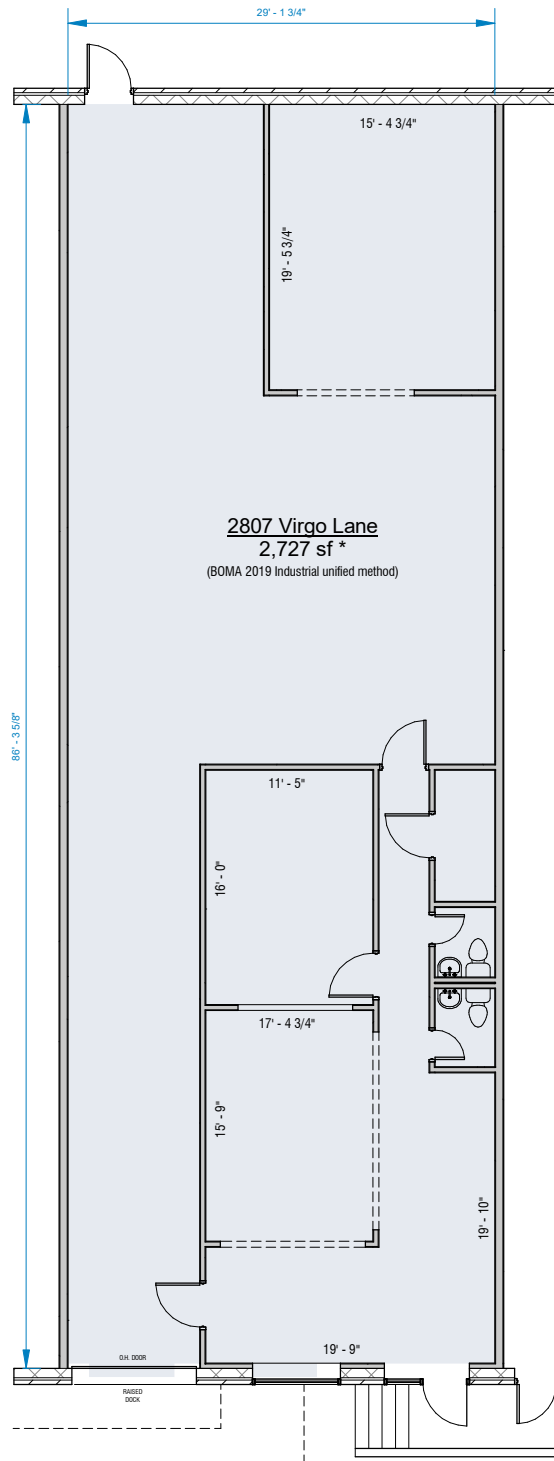 29' - 1 3/4"
15' - 4 3/4"
19' - 5 3/4"
2807 Virgo Lane
2,727 sf *
(BOMA 2019 Industrial unified method)
86' - 3 5/8"
11' - 5"
16' - 0"
17' - 4 3/4"
15' - 9"
19' - 10"
19' - 9"
O.H. DOOR
RAISED
DOCK